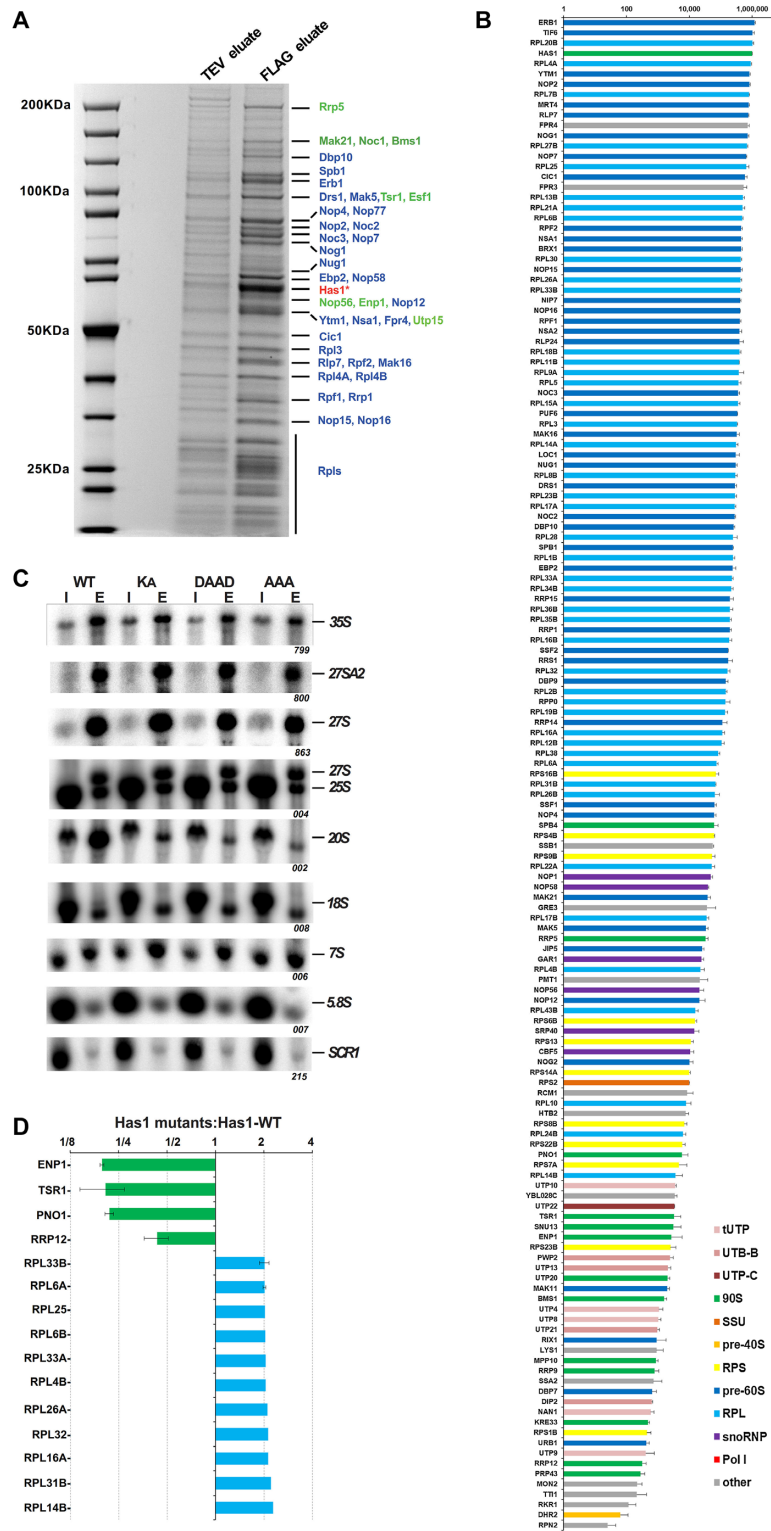 A
TEV eluate
FLAG eluate
200KDa
100KDa
50KDa
25KDa
Rrp5
Mak21, Noc1, Bms1
Dbp10
Spb1
Erb1
Drs1, Mak5,Tsr1, Esf1
Nop4, Nop77
Nop2, Noc2
Noc3, Nop7
Nog1
Nug1
Ebp2, Nop58
Has1*
Nop56, Enp1, Nop12
Ytm1, Nsa1, Fpr4, Utp15
Cic1
Rpl3
Rlp7, Rpf2, Mak16
Rpl4A, Rpl4B
Rpf1, Rrp1
Nop15, Nop16
Rpls
B
1 100 10,000 1,000,000
ERB1
TIF6
RPL20B
HAS1
RPL4A
YTM1
NOP2
RPL7B
MRT4
RLP7
FPR4
NOG1
RPL27B
NOP7
RPL25
CIC1
FPR3
RPL13B
RPL21A
RPL6B
RPF2
NSA1
BRX1
RPL30
NOP15
RPL26A
RPL33B
NIP7
NOP16
RPF1
NSA2
RLP24
RPL18B
RPL11B
RPL9A
RPL5
NOC3
RPL15A
PUF6
RPL3
MAK16
RPL14A
LOC1
NUG1
RPL8B
DRS1
RPL23B
RPL17A
NOC2
DBP10
RPL28
SPB1
RPL1B
EBP2
RPL33A
RPL34B
RRP15
RPL36B
RPL35B
RRP1
RPL16B
SSF2
RRS1
RPL32
DBP9
RPL2B
RPP0
RPL19B
RRP14
RPL16A
RPL12B
RPL38
RPL6A
RPS16B
RPL31B
RPL26B
SSF1
NOP4
SPB4
RPS4B
SSB1
RPS9B
RPL22A
NOP1
NOP58
MAK21
GRE3
RPL17B
MAK5
RRP5
JIP5
GAR1
RPL4B
PMT1
NOP56
NOP12
RPL43B
RPS6B
SRP40
RPS13
CBF5
NOG2
RPS14A
RPS2
RCM1
RPL10
HTB2
RPS8B
RPL24B
RPS22B
PNO1
RPS7A
RPL14B
UTP10
YBL028C
UTP22
TSR1
SNU13
ENP1
RPS23B
PWP2
UTP13
UTP20
MAK11
BMS1
UTP4
UTP8
UTP21
RIX1
LYS1
MPP10
RRP9
SSA2
DBP7
DIP2
NAN1
KRE33
RPS1B
URB1
UTP9
RRP12
PRP43
MON2
TTI1
RKR1
DHR2
RPN2
tUTP
UTB-B
UTP-C
90S
SSU
pre-40S
RPS
pre-60S
RPL
snoRNP
Pol I
other
C
WT KA DAAD AAA
I E I E I E I E
35S
799
27SA2
800
27S
863
27S
25S
004
20S
002
18S
008
7S
006
5.8S
007
SCR1
215
D
Has1 mutants:Has1-WT
1/8 1/4 1/2 1 2 4
ENP1
TSR1
PNO1
RRP12
RPL33B
RPL6A
RPL25
RPL6B
RPL33A
RPL4B
RPL26A
RPL32
RPL16A
RPL31B
RPL14B